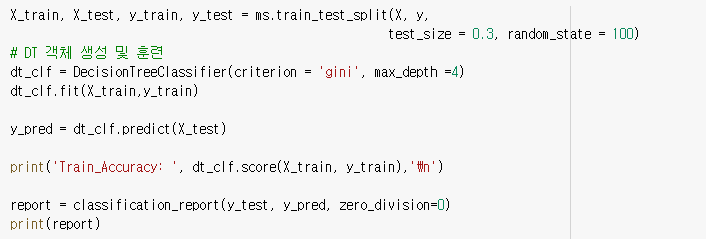 X_train, X_test, y_train, y_test = ms.train_test_split(X, y,
test_size = 0.3, random_state = 100)
# DT 객체 생성 및 훈련
dt_clf = DecisionTreeClassifier(criterion = 'gini', max_depth =4)
dt_clf.fit(X_train,y_train)
y_pred = dt_clf.predict(X_test)
print('Train_Accuracy: ', dt_clf.score(X_train, y_train),'₩n')
report = classification_report(y_test, y_pred, zero_division=0)
print(report)